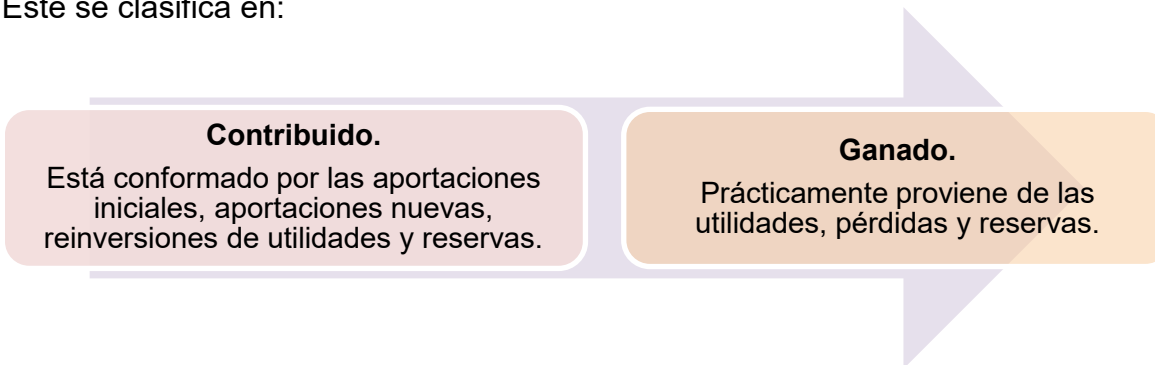 Este se clasifica en:
Contribuido.
Está conformado por las aportaciones
iniciales, aportaciones nuevas,
reinversiones de utilidades y reservas.
Ganado.
Prácticamente proviene de las
utilidades, pérdidas y reservas.